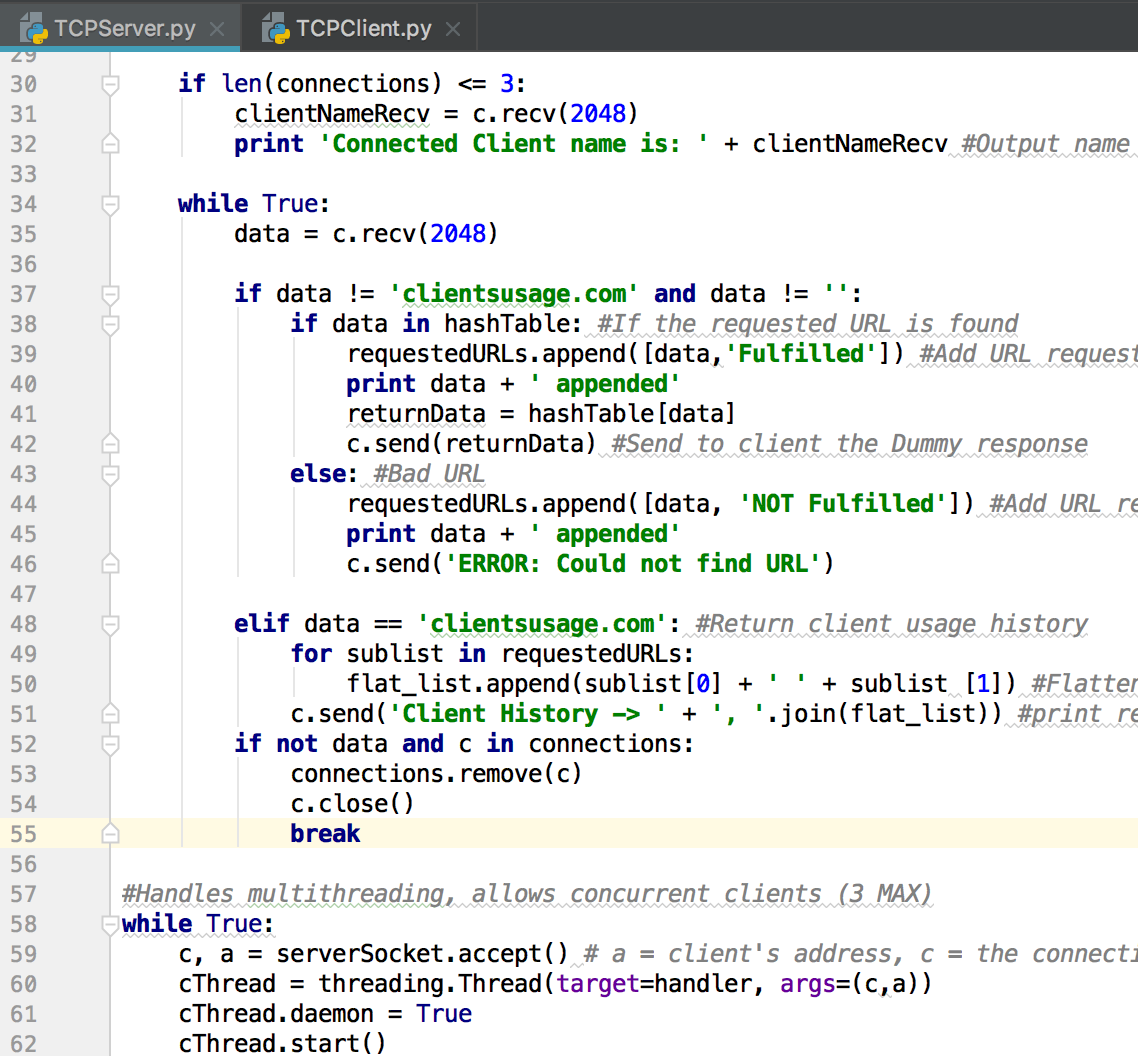 TCPServer.py
TCPClient.py
29
30 if len(connections) <= 3:
31 clientNameRecv = c.recv(2048)
32 print 'Connected Client name is: ' + clientNameRecv #Output name
33
34 while True:
35 data = c.recv(2048)
36
37 if data != 'clientsusage.com' and data != '':
38 if data in hashTable: #If the requested URL is found
39 requestedURLs.append([data,'Fulfilled']) #Add URL request
40 print data + ' appended'
41 returnData = hashTable[data]
42 c.send(returnData) #Send to client the Dummy response
43 else: #Bad URL
44 requestedURLs.append([data, 'NOT Fulfilled']) #Add URL re
45 print data + ' appended'
46 c.send('ERROR: Could not find URL')
47
48 elif data == 'clientsusage.com': #Return client usage history
49 for sublist in requestedURLs:
50 flat_list.append(sublist[0] + ' ' + sublist [1]) #Flatter
51 c.send('Client History -> ' + ', '.join(flat_list)) #print re
52 if not data and c in connections:
53 connections.remove(c)
54 c.close()
55 break
56
57 #Handles multithreading, allows concurrent clients (3 MAX)
58 while True:
59 c, a = serverSocket.accept() # a = client's address, c = the connecti
60 cThread = threading.Thread(target=handler, args=(c,a))
61 cThread.daemon = True
62 cThread.start()